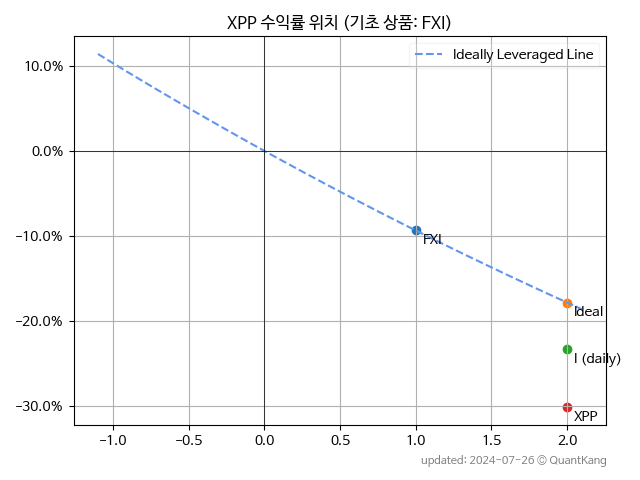 XPP 수익률 위치 (기초 상품: FXI)
Ideally Leveraged Line
10.0%
0.0%
−10.0%
−20.0%
−30.0%
FXI
Ideal
I (daily)
XPP
−1.0 −0.5 0.0 0.5 1.0 1.5 2.0
updated: 2024-07-26 © QuantKang